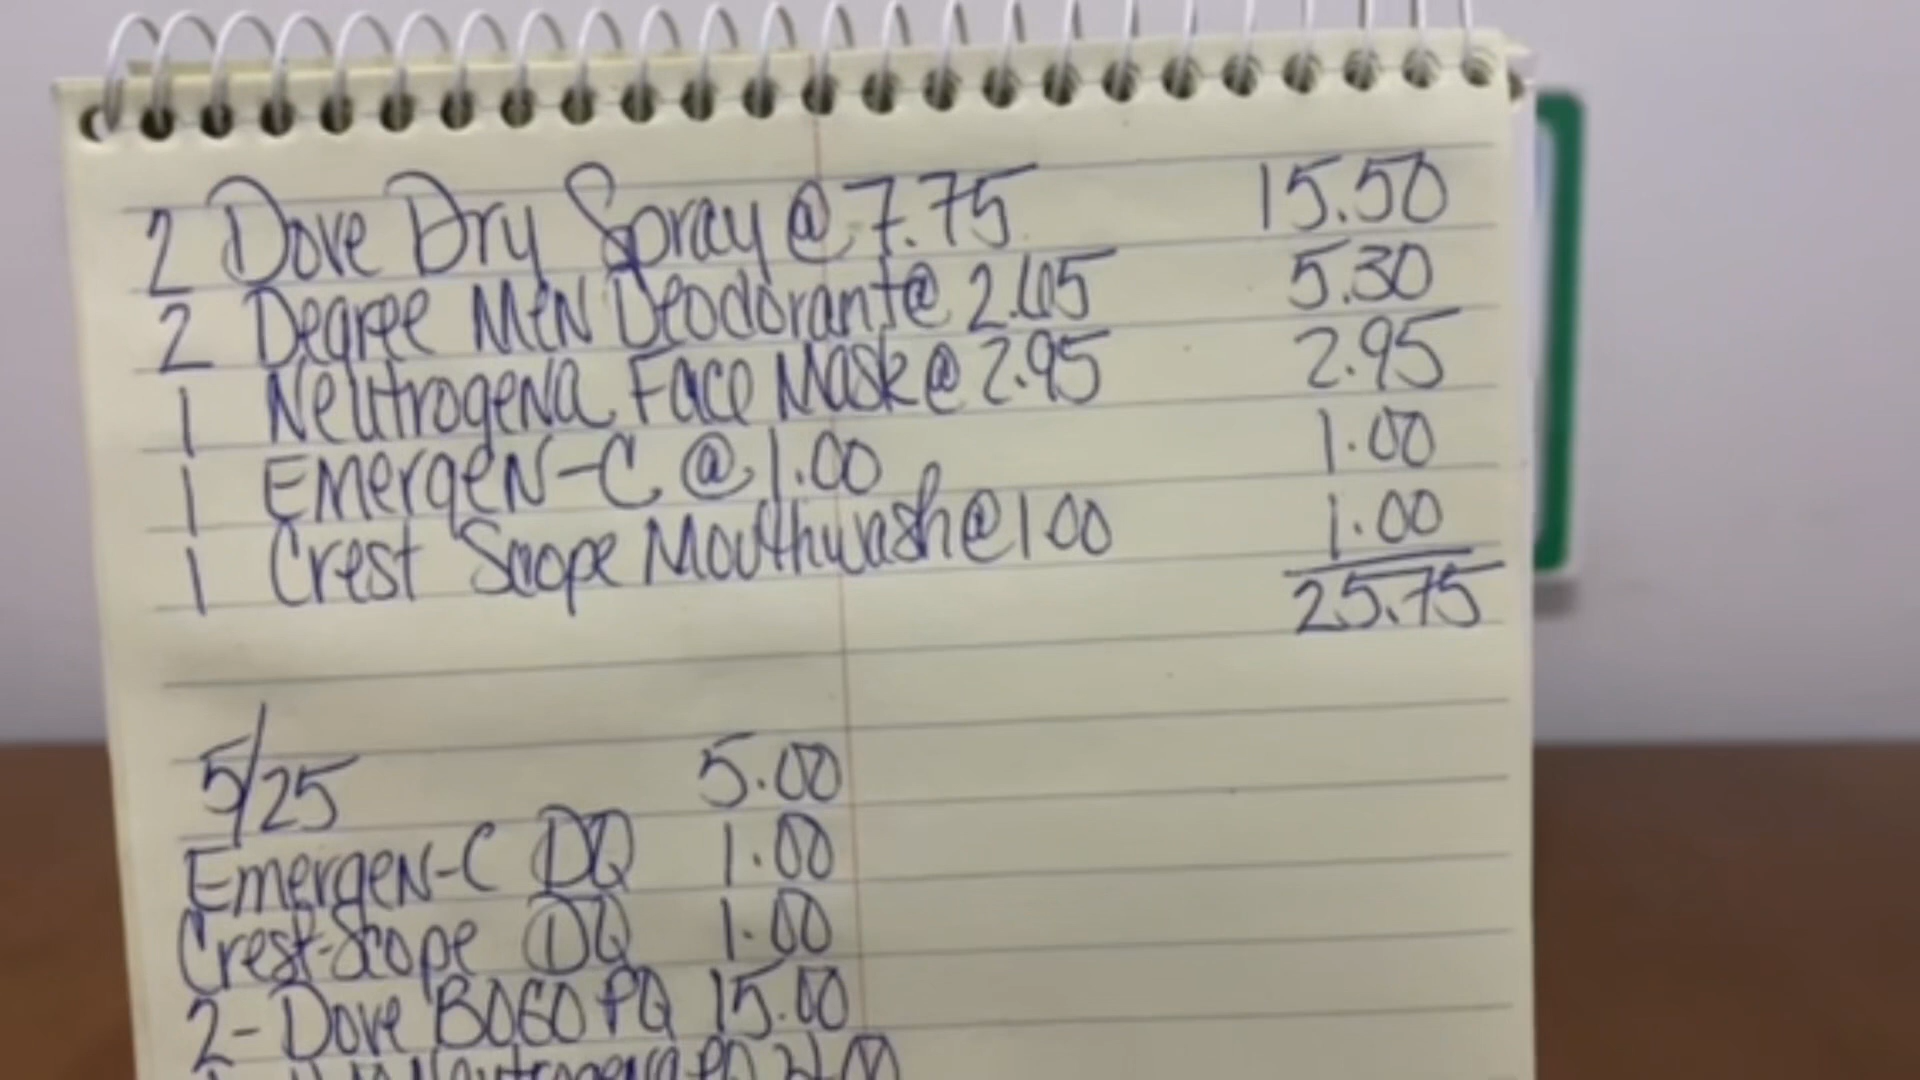 2 Dove Dry Spray @ 7.75 15.50
2 Degree MeN Deodorant @ 2.65 5.30
1 Neutrogena Face Mask @ 2.95 2.95
1 EmergeN-C @ 1.00 1.00
1 Crest Scope Mouthwash @ 1.00 1.00
25.75
5/25 5.00
EmergeN-C DQ 1.00
Crest-Scope DQ 1.00
2- Dove BOGO PQ 15.00
Neutrogena PQ